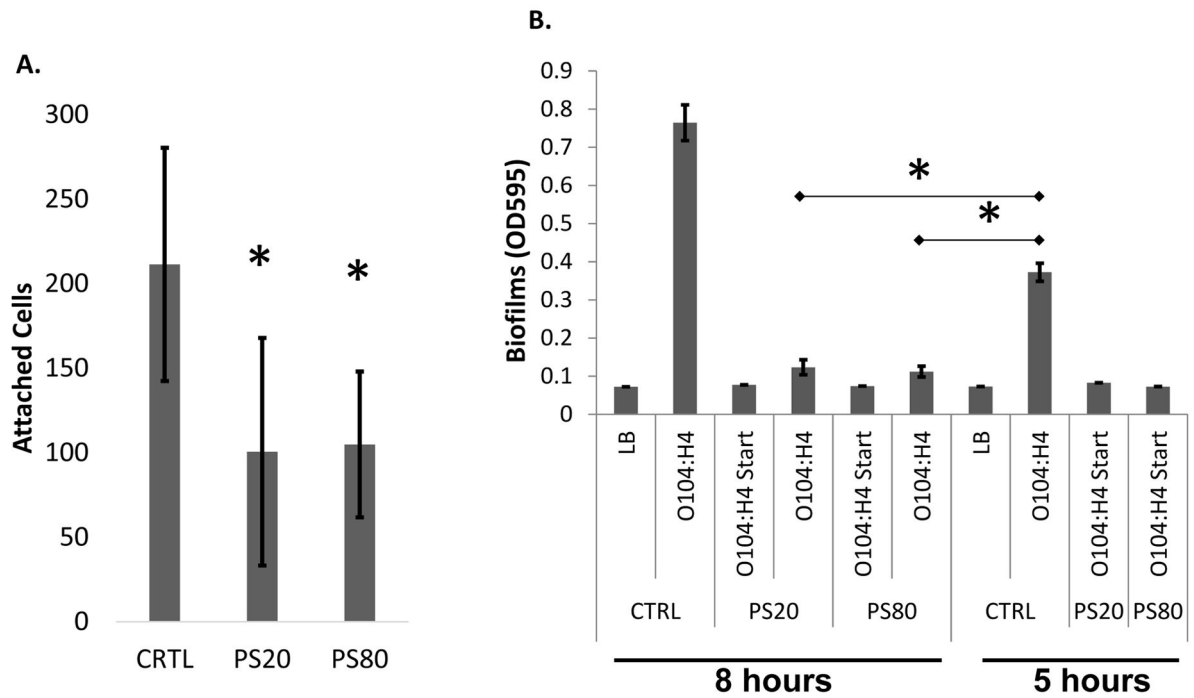 A.
Attached Cells
300
250
200
150
100
50
0
*
*
CRTL PS20 PS80
B.
Biofilms (OD595)
0.9
0.8
0.7
0.6
0.5
0.4
0.3
0.2
0.1
0
*
*
LB
O104:H4
O104:H4 Start
O104:H4
O104:H4 Start
O104:H4
LB
O104:H4
O104:H4 Start
O104:H4 Start
CTRL PS20 PS80 CTRL PS20 PS80
8 hours 5 hours